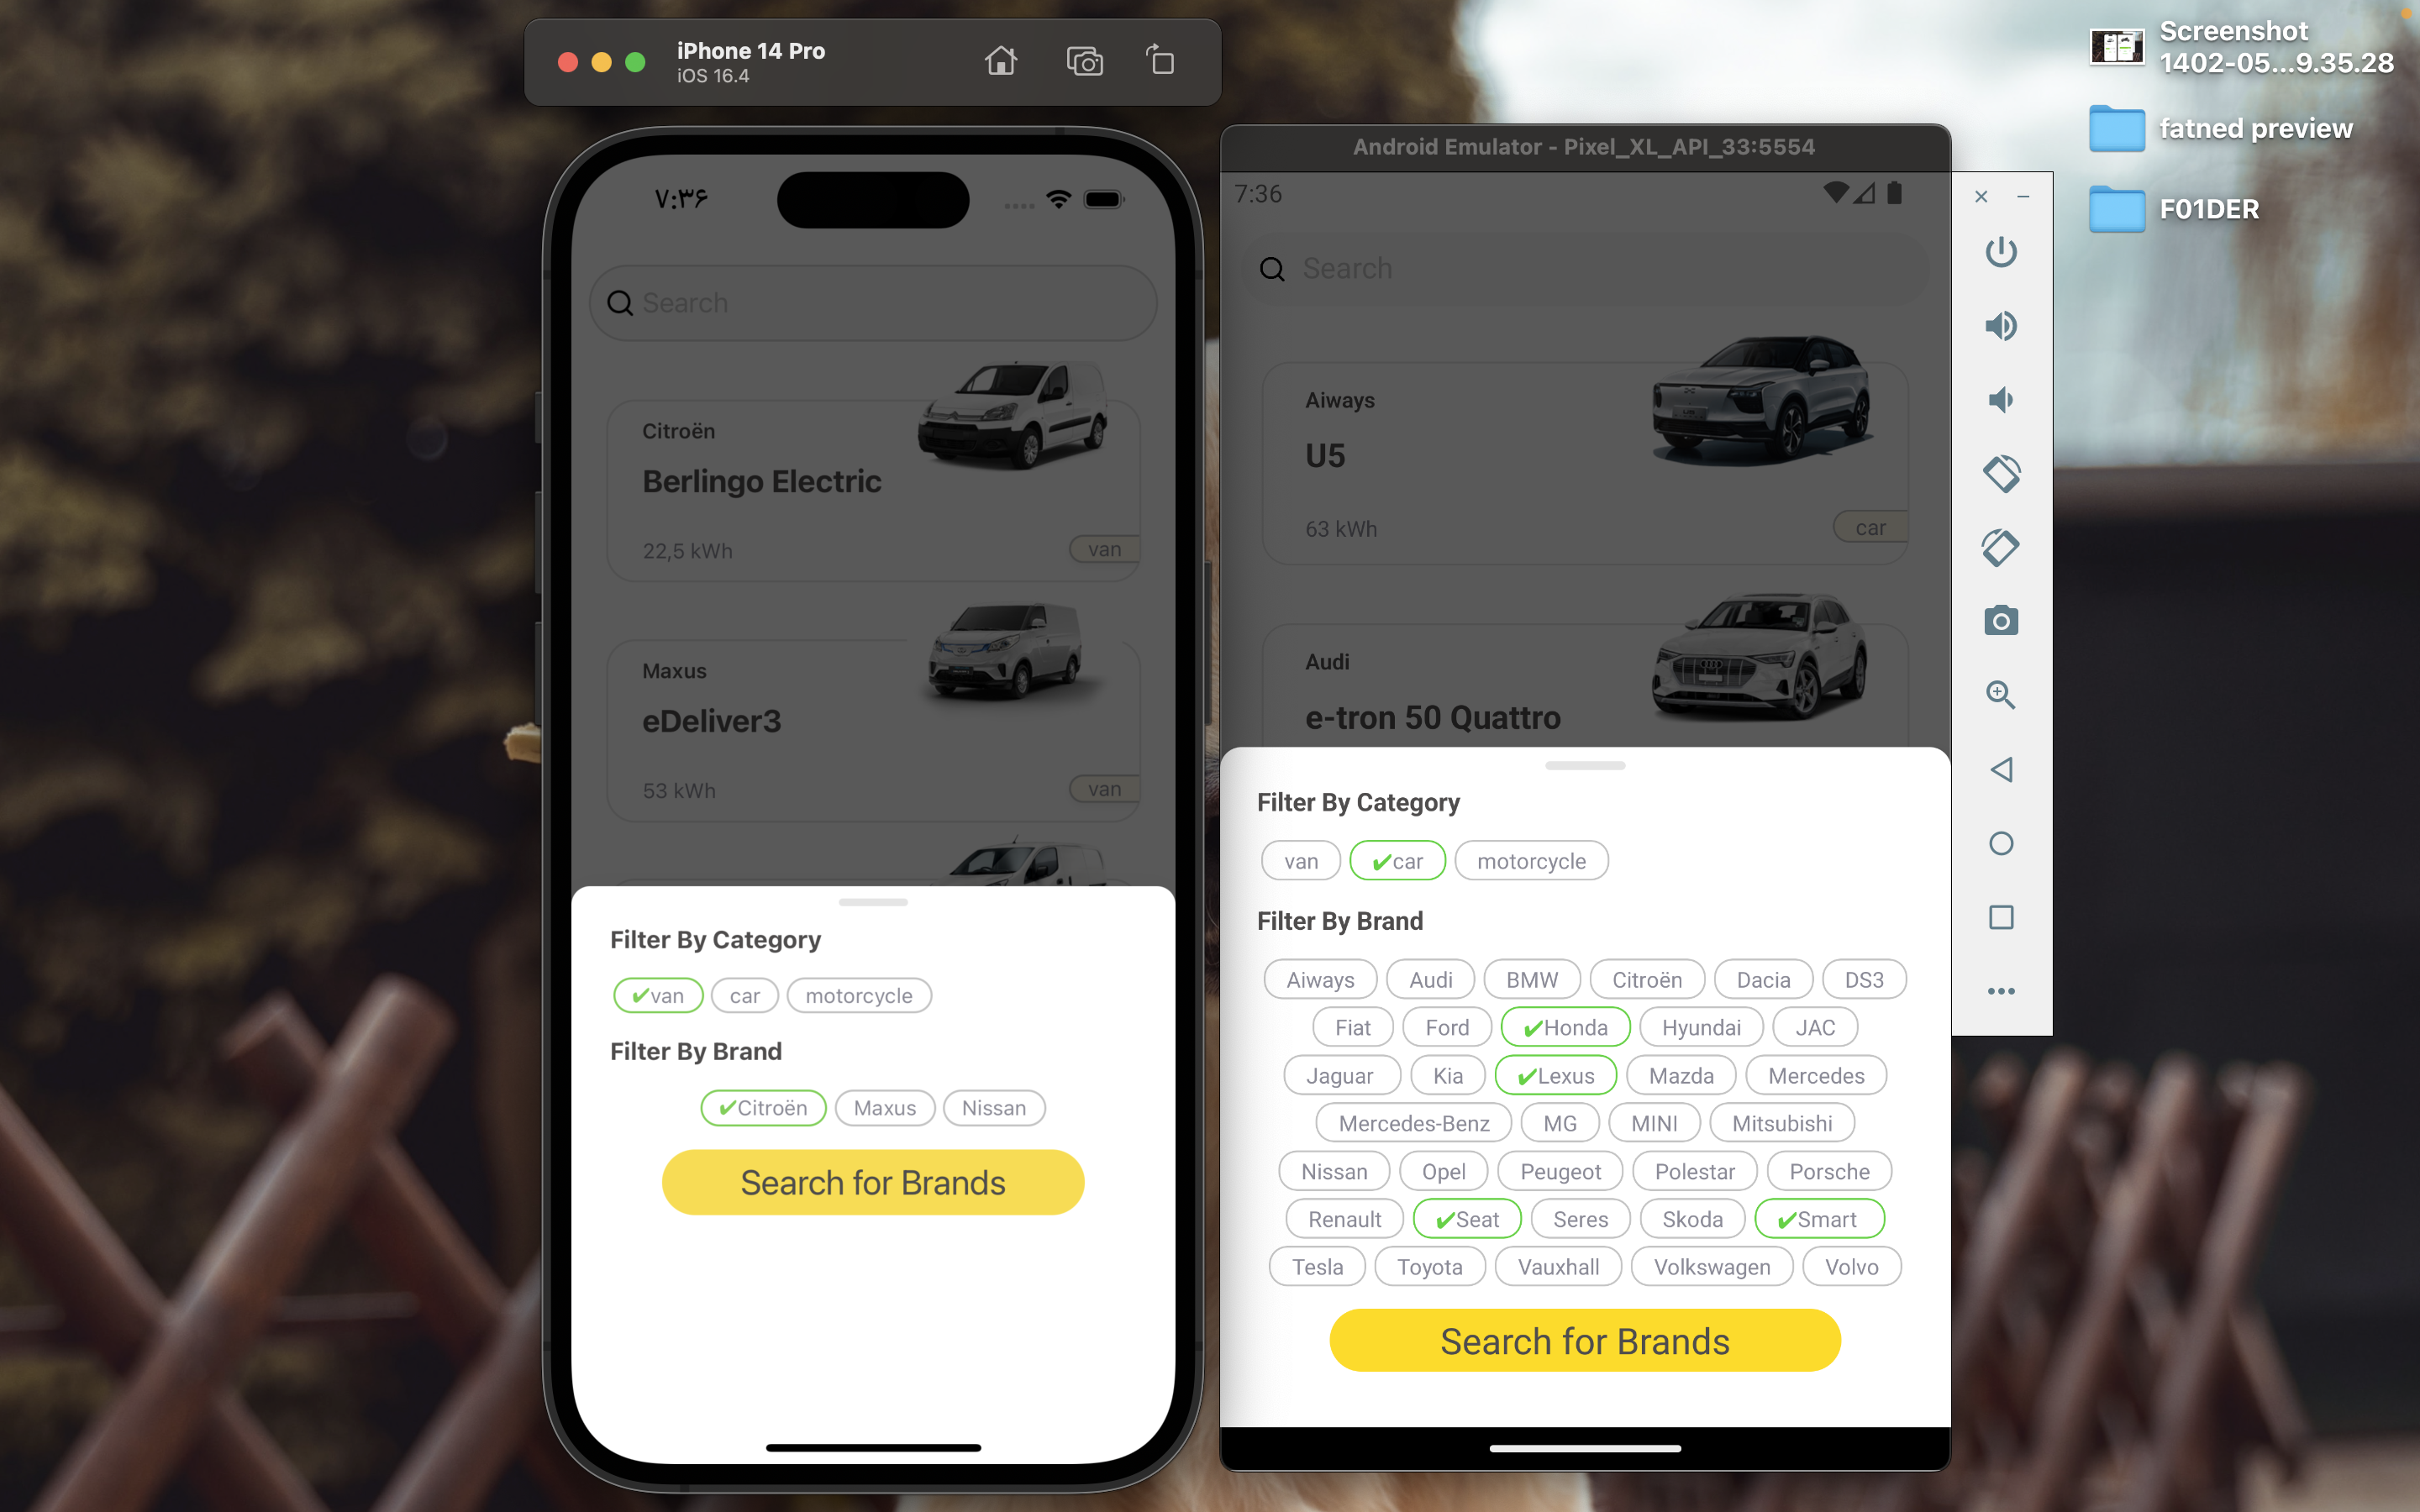 iPhone 14 Pro
iOS 16.4
۷:۳۶
Search
Citroën
Berlingo Electric
22,5 kWh
van
Maxus
eDeliver3
53 kWh
van
Filter By Category
✔van
car
motorcycle
Filter By Brand
✔Citroën
Maxus
Nissan
Search for Brands
Android Emulator - Pixel_XL_API_33:5554
7:36
Search
Aiways
U5
63 kWh
car
Audi
e-tron 50 Quattro
Filter By Category
van
✔car
motorcycle
Filter By Brand
Aiways Audi BMW Citroën Dacia DS3
Fiat Ford ✔Honda Hyundai JAC
Jaguar Kia ✔Lexus Mazda Mercedes
Mercedes-Benz MG MINI Mitsubishi
Nissan Opel Peugeot Polestar Porsche
Renault ✔Seat Seres Skoda ✔Smart
Tesla Toyota Vauxhall Volkswagen Volvo
Search for Brands
Screenshot
1402-05...9.35.28
fatned preview
F01DER